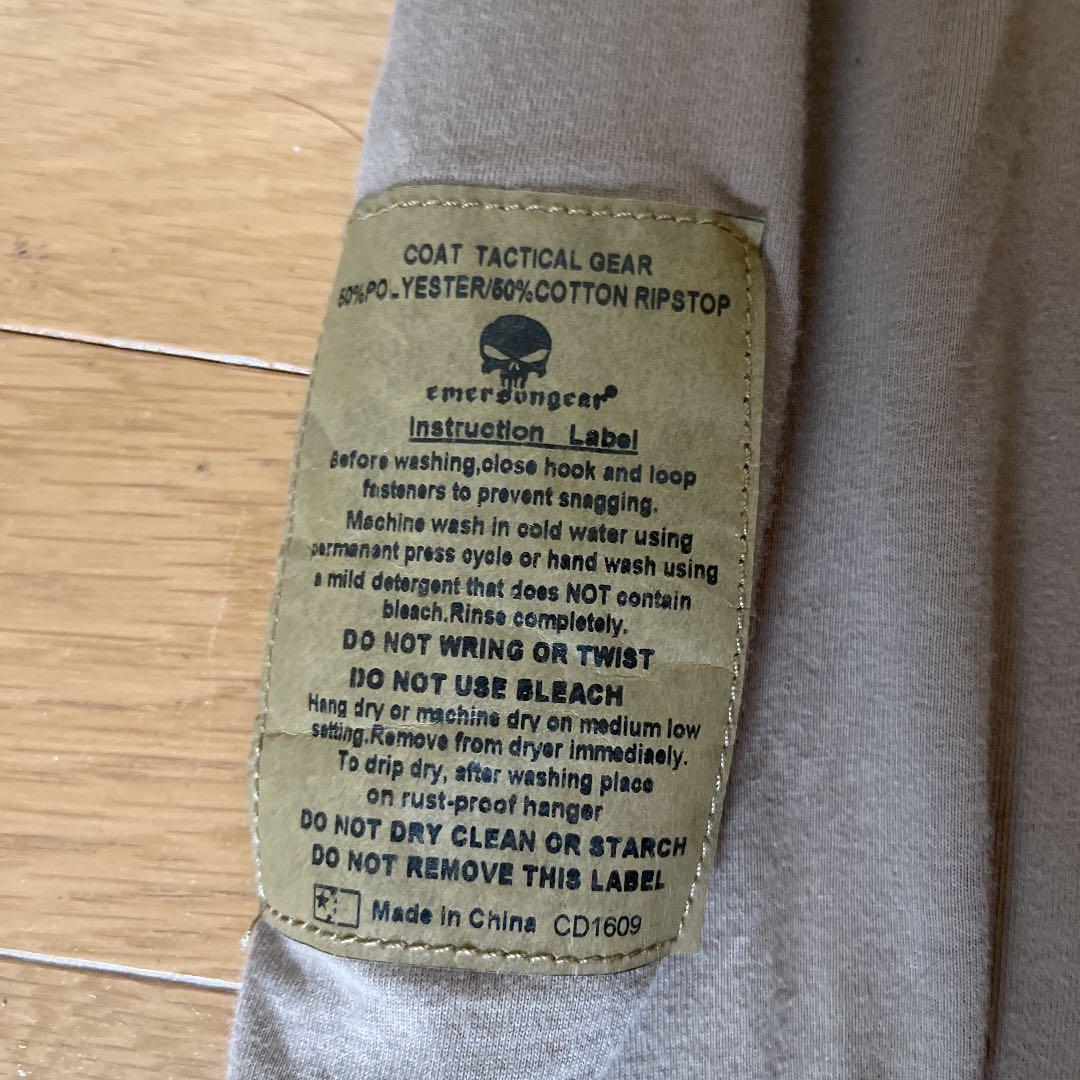 COAT TACTICAL GEAR
50%POLYESTER/50%COTTON RIPSTOP
emersongear®
Instruction Label
Before washing,close hook and loop
fasteners to prevent snagging.
Machine wash in cold water using
permanant press cycle or hand wash using
a mild detergent that does NOT contain
bleach.Rinse completely.
DO NOT WRING OR TWIST
DO NOT USE BLEACH
Hang dry or machine dry on medium low
setting.Remove from dryer immediaely.
To drip dry, after washing place
on rust-proof hanger
DO NOT DRY CLEAN OR STARCH
DO NOT REMOVE THIS LABEL
Made in China CD1609